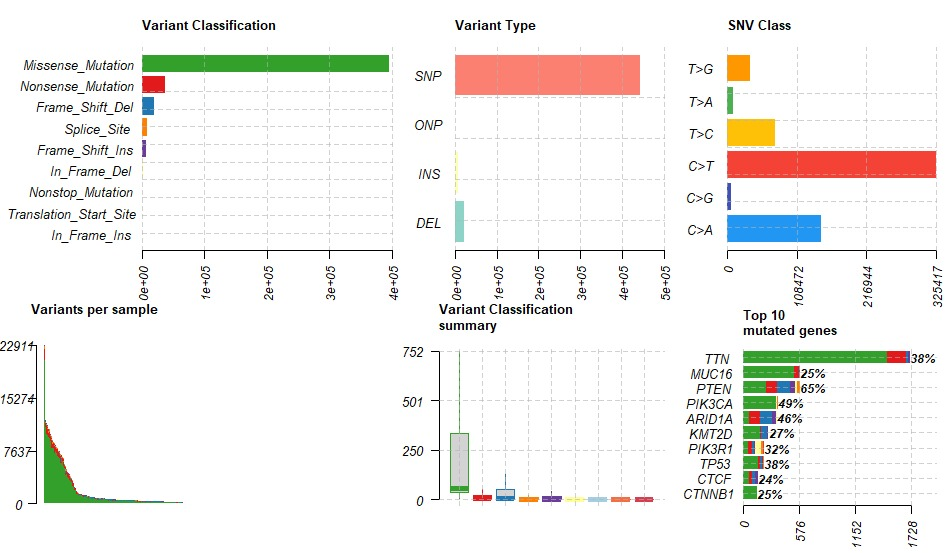 Variant Classification
Missense_Mutation
Nonsense_Mutation
Frame_Shift_Del
Splice_Site
Frame_Shift_Ins
In_Frame_Del
Nonstop_Mutation
Translation_Start_Site
In_Frame_Ins
0e+00
1e+05
2e+05
3e+05
4e+05
Variant Type
SNP
ONP
INS
DEL
0e+00
1e+05
2e+05
3e+05
4e+05
5e+05
SNV Class
T>G
T>A
T>C
C>T
C>G
C>A
0
108472
216944
325417
Variants per sample
22911
15274
7637
0
Variant Classification
summary
752
501
250
0
Top 10
mutated genes
TTN 38%
MUC16 25%
PTEN 65%
PIK3CA 49%
ARID1A 46%
KMT2D 27%
PIK3R1 32%
TP53 38%
CTCF 24%
CTNNB1 25%
0
576
1152
1728